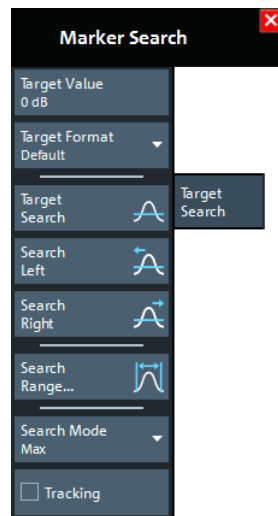 Marker Search
Target Value
0 dB
Target Format
Default
Target
Search
Search
Left
Search
Right
Search
Range...
Search Mode
Max
Tracking
Target
Search